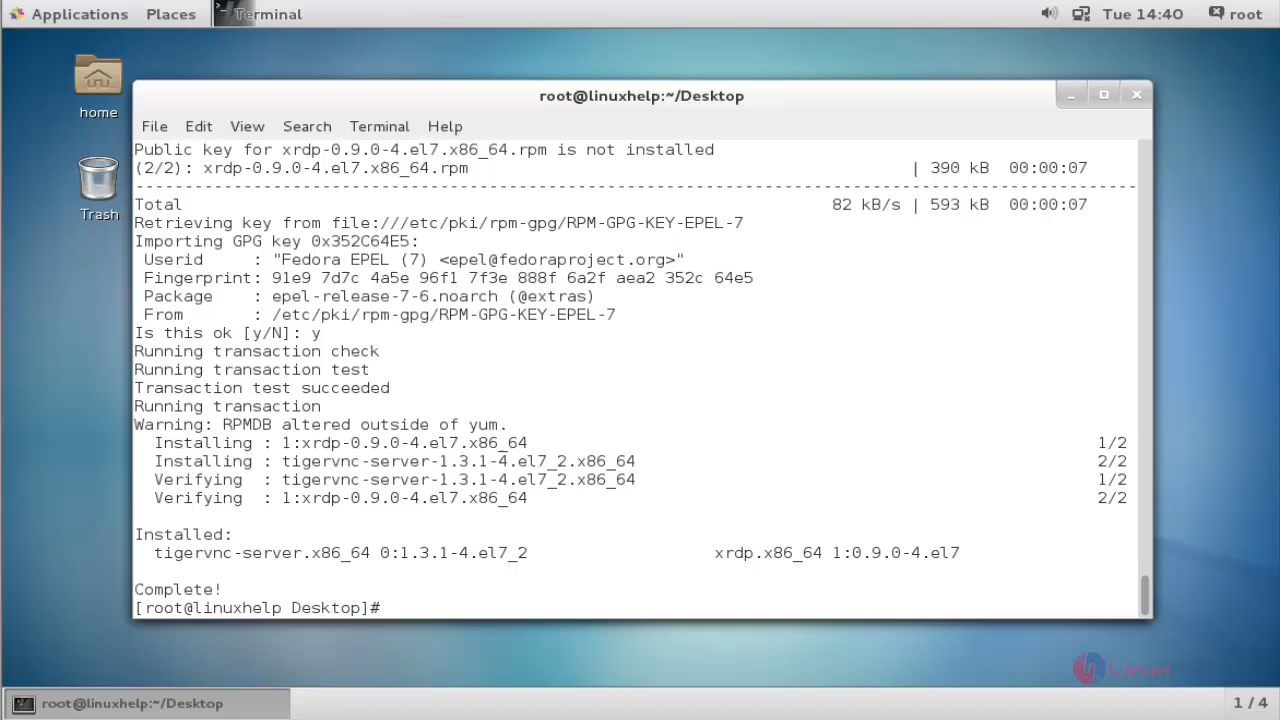 Applications Places Terminal Tue 14:40 root
home
Trash
root@linuxhelp:~/Desktop
File Edit View Search Terminal Help
Public key for xrdp-0.9.0-4.el7.x86_64.rpm is not installed
(2/2): xrdp-0.9.0-4.el7.x86_64.rpm | 390 kB 00:00:07
--------------------------------------------------------------------------------
Total 82 kB/s | 593 kB 00:00:07
Retrieving key from file:///etc/pki/rpm-gpg/RPM-GPG-KEY-EPEL-7
Importing GPG key 0x352C64E5:
Userid : "Fedora EPEL (7) <epel@fedoraproject.org>"
Fingerprint: 91e9 7d7c 4a5e 96f1 7f3e 888f 6a2f aea2 352c 64e5
Package : epel-release-7-6.noarch (@extras)
From : /etc/pki/rpm-gpg/RPM-GPG-KEY-EPEL-7
Is this ok [y/N]: y
Running transaction check
Running transaction test
Transaction test succeeded
Running transaction
Warning: RPMDB altered outside of yum.
Installing : 1:xrdp-0.9.0-4.el7.x86_64 1/2
Installing : tigervnc-server-1.3.1-4.el7_2.x86_64 2/2
Verifying : tigervnc-server-1.3.1-4.el7_2.x86_64 1/2
Verifying : 1:xrdp-0.9.0-4.el7.x86_64 2/2
Installed:
tigervnc-server.x86_64 0:1.3.1-4.el7_2 xrdp.x86_64 1:0.9.0-4.el7
Complete!
[root@linuxhelp Desktop]#
Linux
root@linuxhelp:~/Desktop 1 / 4